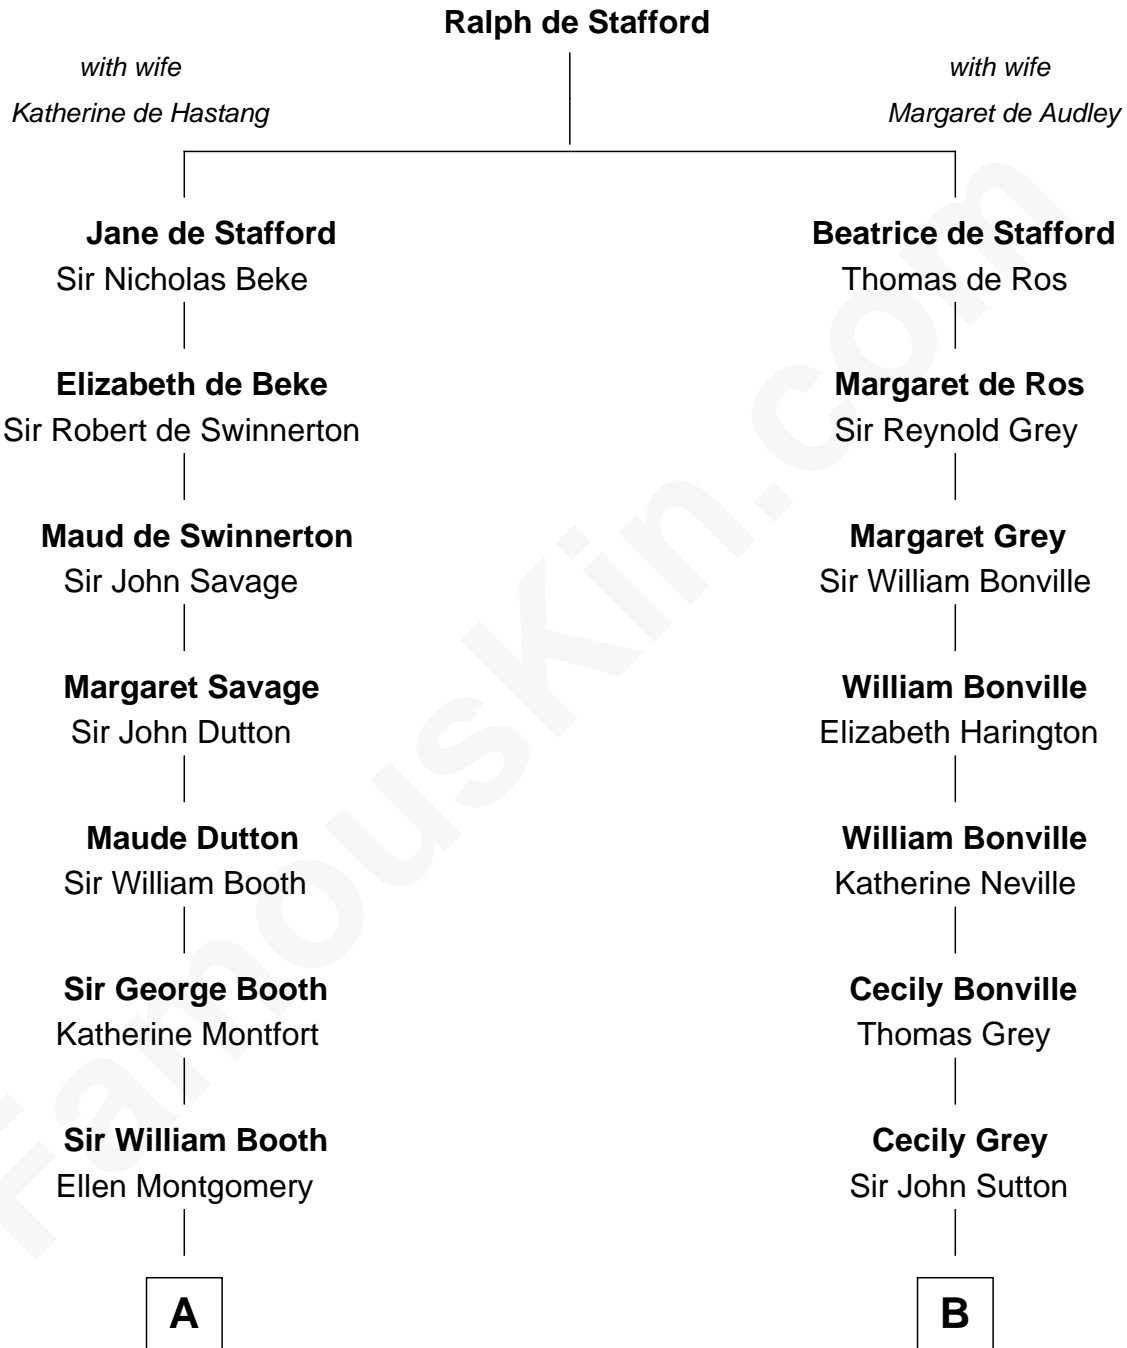 Ralph de Stafford
with wife
Katherine de Hastang
with wife
Margaret de Audley
Jane de Stafford
Sir Nicholas Beke
Beatrice de Stafford
Thomas de Ros
Elizabeth de Beke
Sir Robert de Swinnerton
Margaret de Ros
Sir Reynold Grey
Maud de Swinnerton
Sir John Savage
Margaret Grey
Sir William Bonville
Margaret Savage
Sir John Dutton
William Bonville
Elizabeth Harington
Maude Dutton
Sir William Booth
William Bonville
Katherine Neville
Sir George Booth
Katherine Montfort
Cecily Bonville
Thomas Grey
Sir William Booth
Ellen Montgomery
Cecily Grey
Sir John Sutton
A
B
FamousKin.com